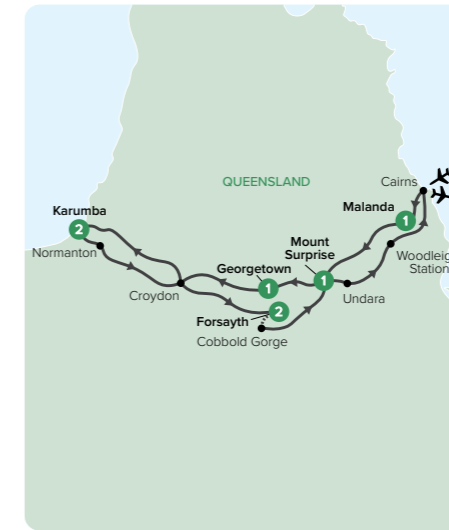 QUEENSLAND
Cairns
Malanda
1
Karumba
2
Normanton
Mount
Surprise
1
Woodleig
Station
Georgetown
1
Undara
Croydon
Forsayth
2
Cobbold Gorge